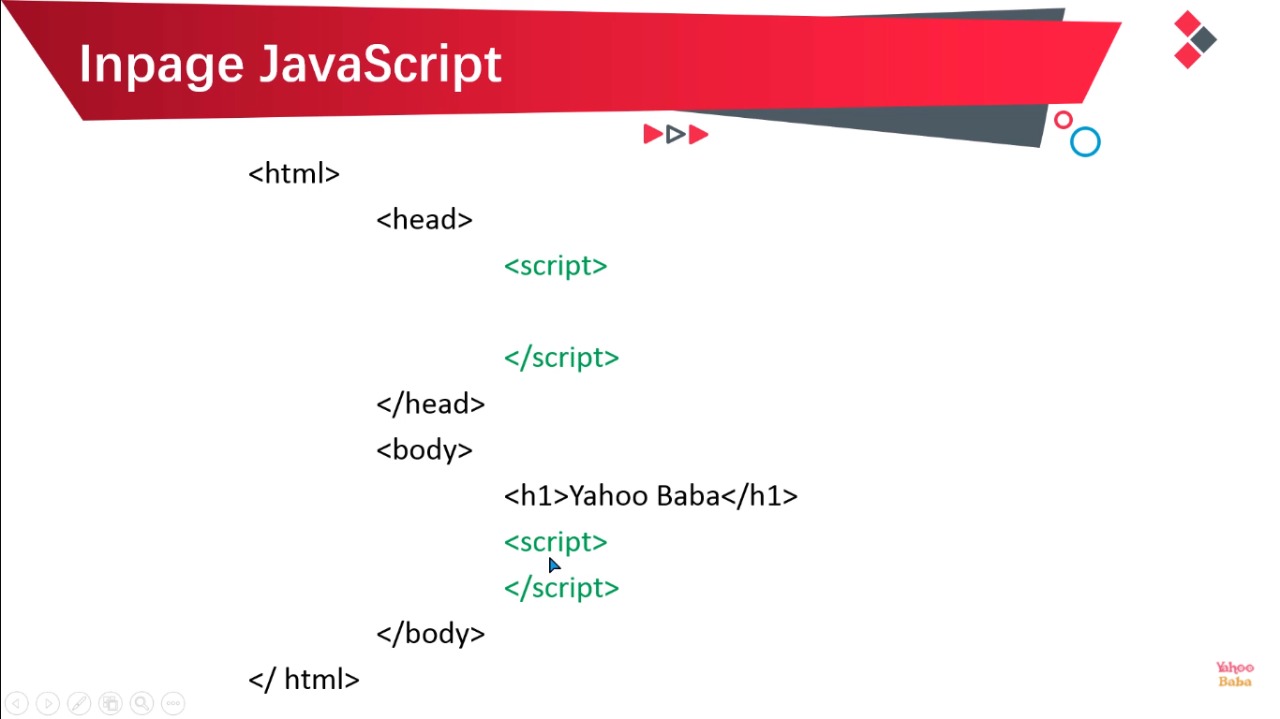 Inpage JavaScript
<html>
<head>
<script>
</script>
</head>
<body>
<h1>Yahoo Baba</h1>
<script>
</script>
</body>
</ html>
Yahoo
Baba